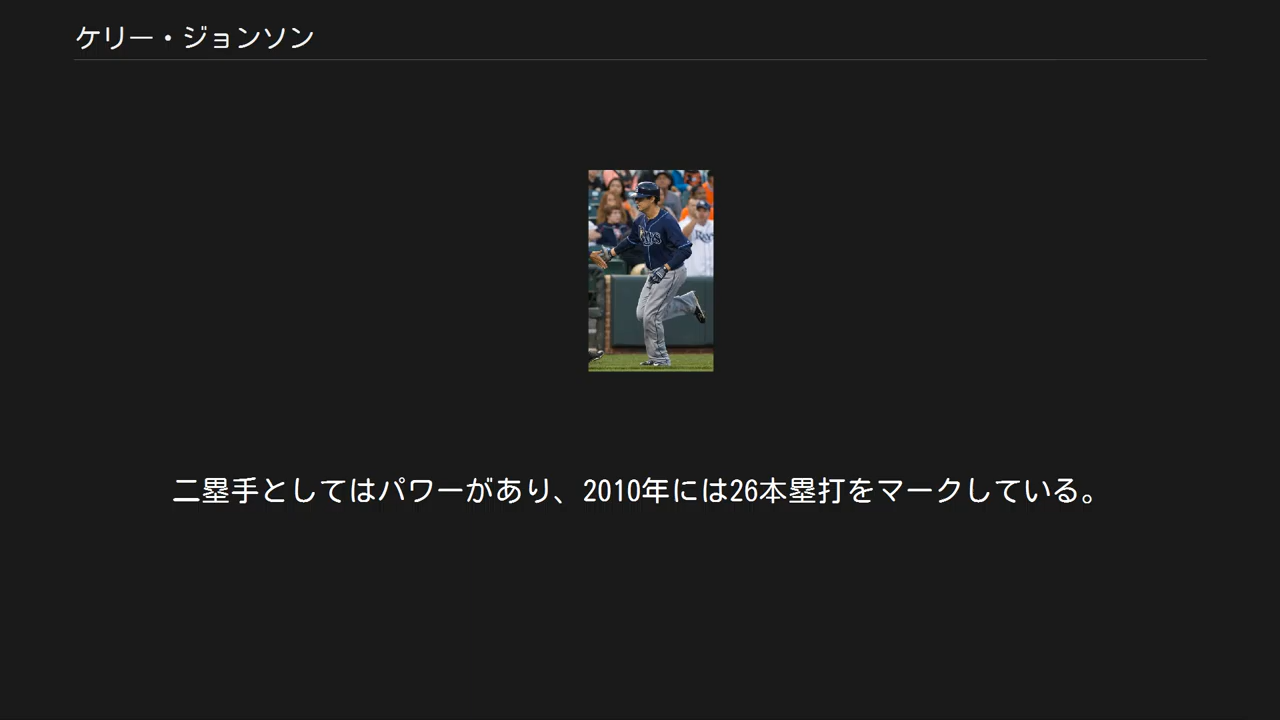 ケリー・ジョンソン
二塁手としてはパワーがあり、2010年には26本塁打をマークしている。